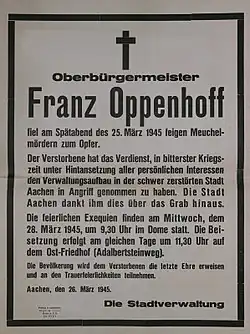 Oberbürgermeister
Franz Oppenhoff
fiel am Spätabend des 25. März 1945 feigen Meuchel-
mördern zum Opfer.
Der Verstorbene hat das Verdienst, in bitterster Kriegs-
zeit unter Hintansetzung aller persönlichen Interessen
den Verwaltungsaufbau in der schwer zerstörten Stadt
Aachen in Angriff genommen zu haben. Die Stadt
Aachen dankt ihm dies über das Grab hinaus.
Die feierlichen Exequien finden am Mittwoch, dem
28. März 1945, um 9,30 Uhr im Dome statt. Die Bei-
setzung erfolgt am gleichen Tage um 11,30 Uhr auf
dem Ost-Friedhof (Adalbertsteinweg).
Die Bevölkerung wird dem Verstorbenen die letzte Ehre erweisen
und an den Trauerfeierlichkeiten teilnehmen.
Aachen, den 26. März 1945.
Die Stadtverwaltung